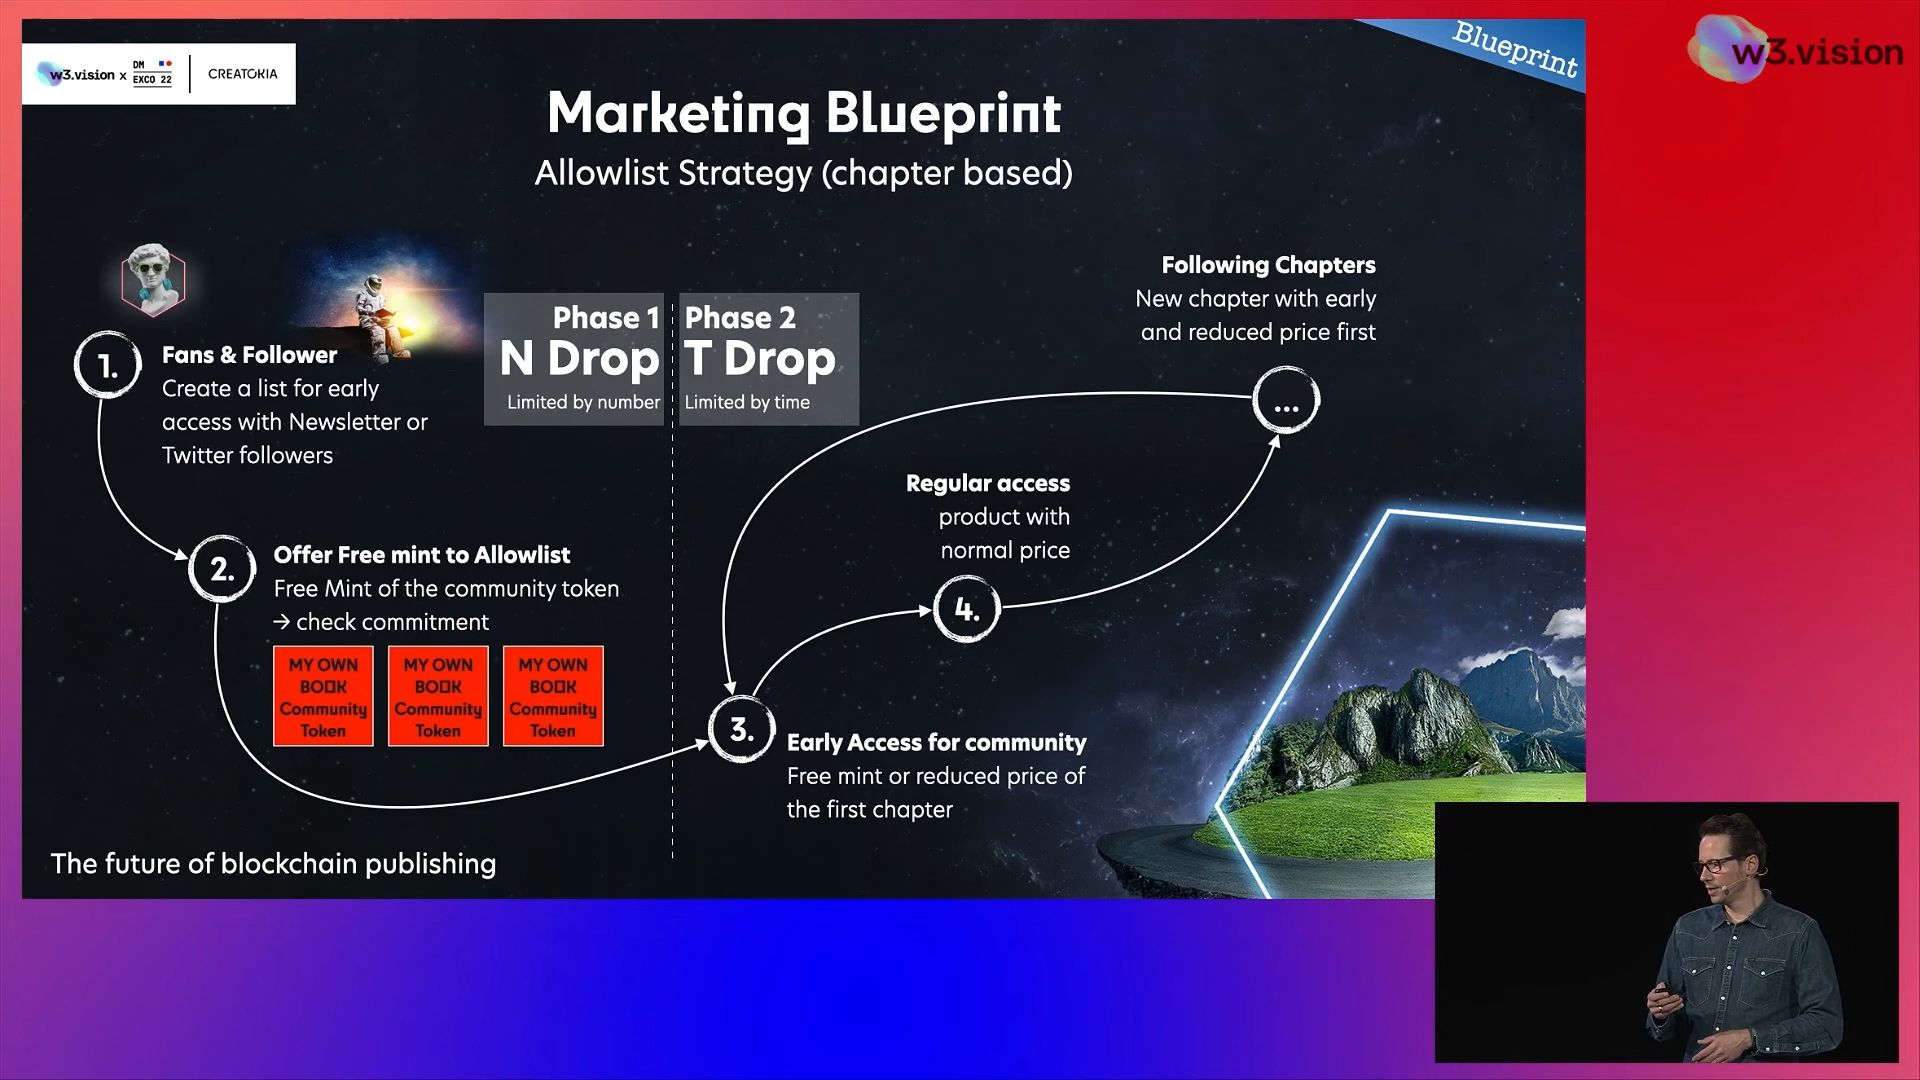 w3.vision x DM EXCO 22 CREATOKIA
Blueprint
w3.vision
Marketing Blueprint
Allowlist Strategy (chapter based)
1.
Fans & Follower
Create a list for early
access with Newsletter or
Twitter followers
Phase 1
N Drop
Limited by number
Phase 2
T Drop
Limited by time
Following Chapters
New chapter with early
and reduced price first
...
2.
Offer Free mint to Allowlist
Free Mint of the community token
→ check commitment
MY OWN
BOOK
Community
Token
MY OWN
BOOK
Community
Token
MY OWN
BOOK
Community
Token
Regular access
product with
normal price
4.
3.
Early Access for community
Free mint or reduced price of
the first chapter
The future of blockchain publishing